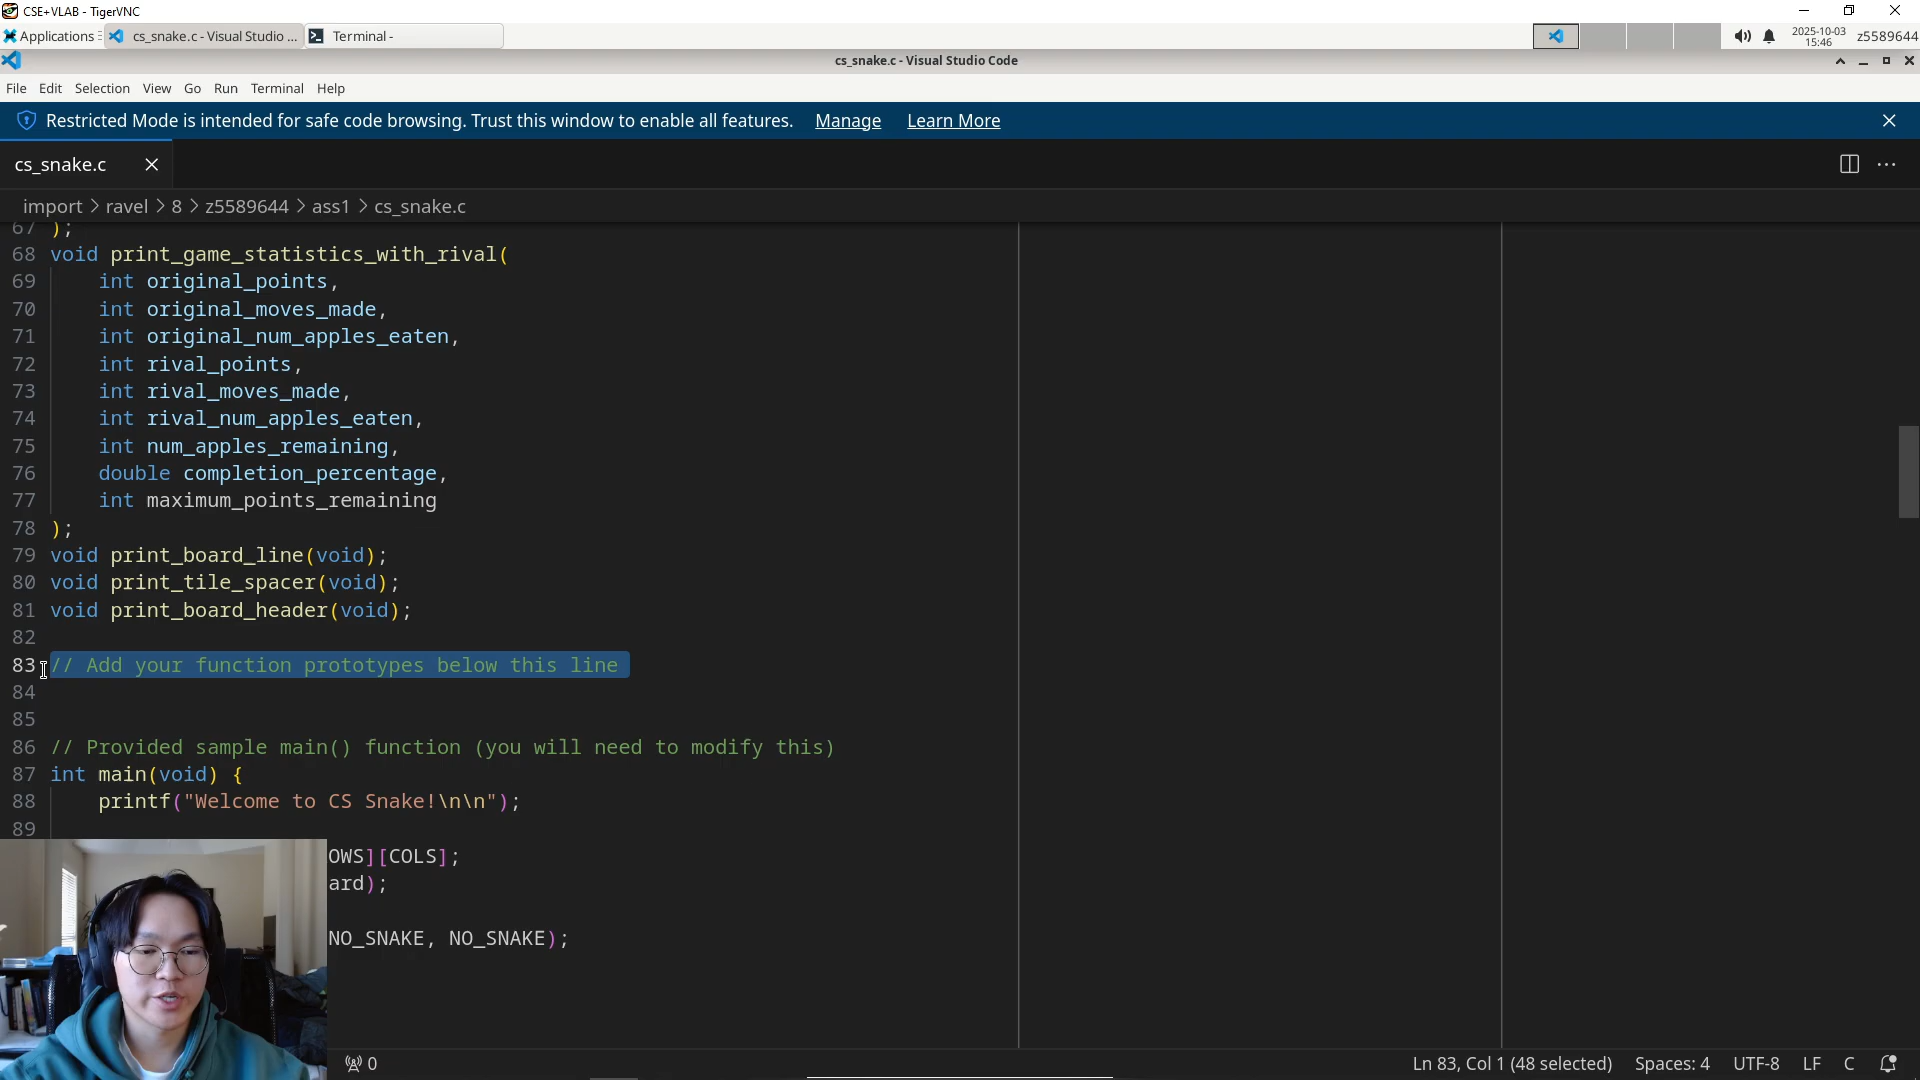 CSE+VLAB - TigerVNC
Applications
cs_snake.c - Visual Studio ...
Terminal -
2025-10-03
15:46
z5589644
cs_snake.c - Visual Studio Code
File Edit Selection View Go Run Terminal Help
Restricted Mode is intended for safe code browsing. Trust this window to enable all features. Manage Learn More
cs_snake.c
import > ravel > 8 > z5589644 > ass1 > cs_snake.c
67 );
68 void print_game_statistics_with_rival(
69     int original_points,
70     int original_moves_made,
71     int original_num_apples_eaten,
72     int rival_points,
73     int rival_moves_made,
74     int rival_num_apples_eaten,
75     int num_apples_remaining,
76     double completion_percentage,
77     int maximum_points_remaining
78 );
79 void print_board_line(void);
80 void print_tile_spacer(void);
81 void print_board_header(void);
82
83 // Add your function prototypes below this line
84
85
86 // Provided sample main() function (you will need to modify this)
87 int main(void) {
88     printf("Welcome to CS Snake!\n\n");
89
OWS][COLS];
ard);
NO_SNAKE, NO_SNAKE);
0
Ln 83, Col 1 (48 selected) Spaces: 4 UTF-8 LF C